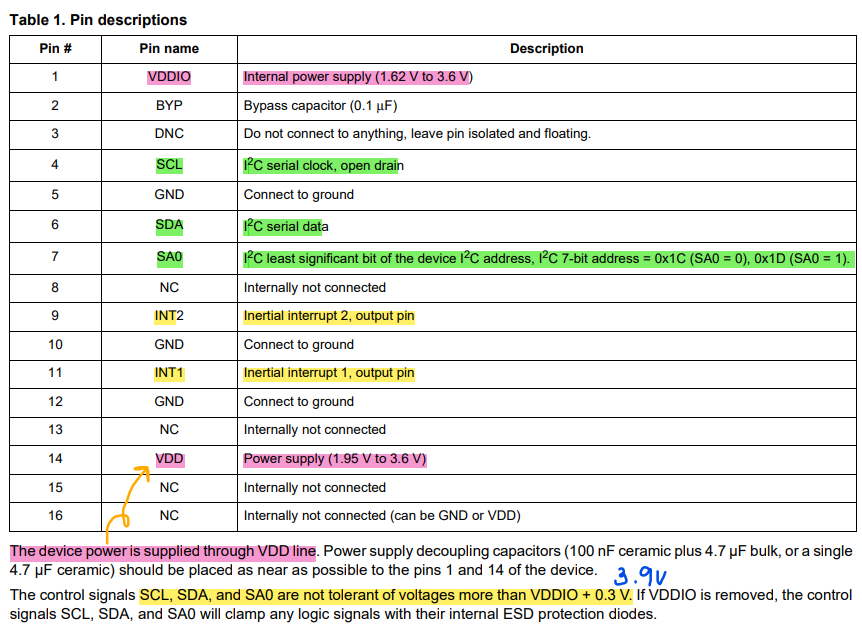 Table 1. Pin descriptions
Pin # Pin name Description
1 VDDIO Internal power supply (1.62 V to 3.6 V)
2 BYP Bypass capacitor (0.1 μF)
3 DNC Do not connect to anything, leave pin isolated and floating.
4 SCL I²C serial clock, open drain
5 GND Connect to ground
6 SDA I²C serial data
7 SA0 I²C least significant bit of the device I²C address, I²C 7-bit address = 0x1C (SA0 = 0), 0x1D (SA0 = 1).
8 NC Internally not connected
9 INT2 Inertial interrupt 2, output pin
10 GND Connect to ground
11 INT1 Inertial interrupt 1, output pin
12 GND Connect to ground
13 NC Internally not connected
14 VDD Power supply (1.95 V to 3.6 V)
15 NC Internally not connected
16 NC Internally not connected (can be GND or VDD)
The device power is supplied through VDD line. Power supply decoupling capacitors (100 nF ceramic plus 4.7 μF bulk, or a single
4.7 μF ceramic) should be placed as near as possible to the pins 1 and 14 of the device.
3.9V
The control signals SCL, SDA, and SA0 are not tolerant of voltages more than VDDIO + 0.3 V. If VDDIO is removed, the control
signals SCL, SDA, and SA0 will clamp any logic signals with their internal ESD protection diodes.